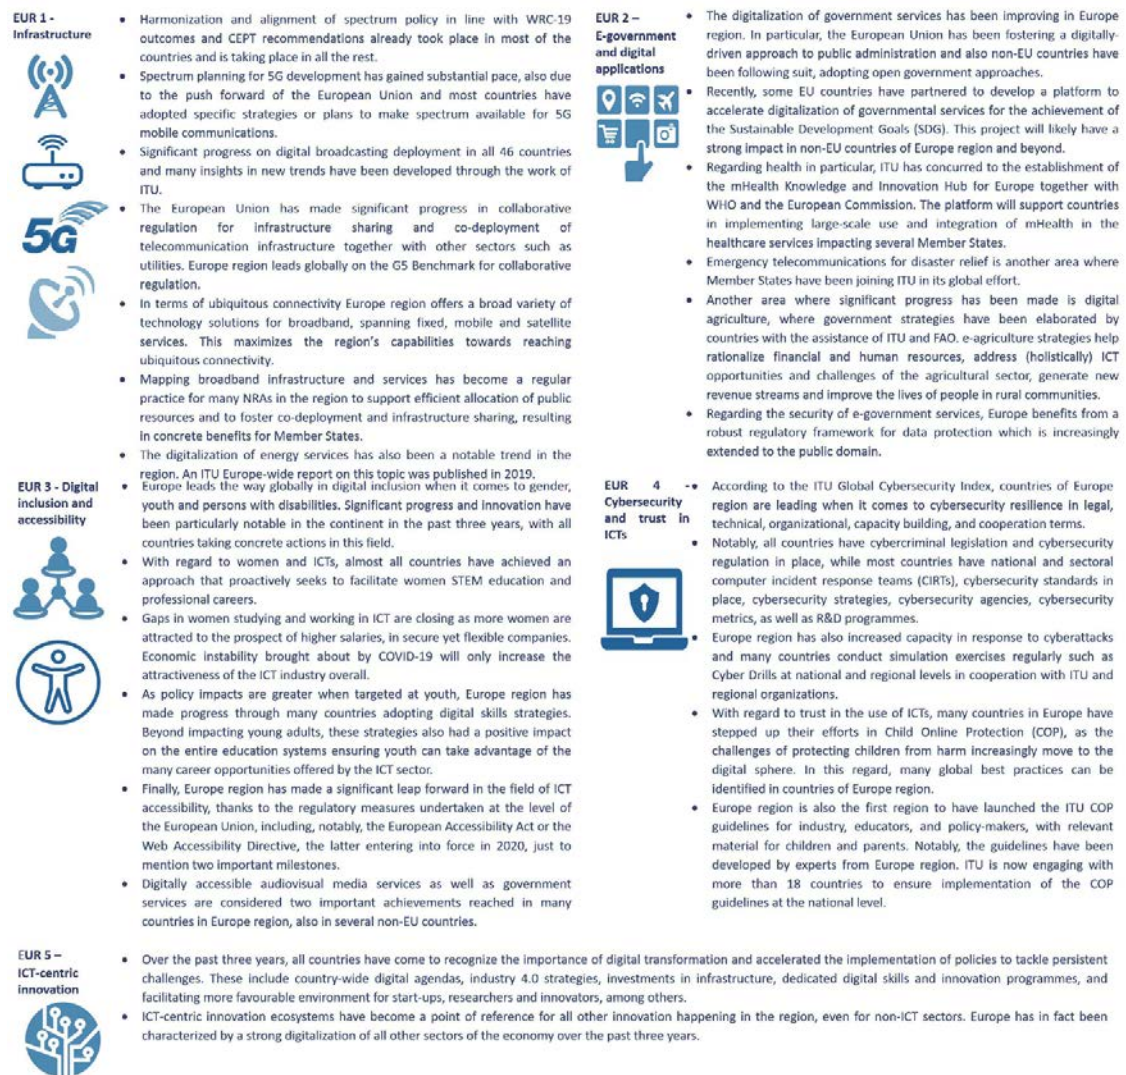 EUR 1 -
Infrastructure
• Harmonization and alignment of spectrum policy in line with WRC-19
outcomes and CEPT recommendations already took place in most of the
countries and is taking place in all the rest.
• Spectrum planning for 5G development has gained substantial pace, also due
to the push forward of the European Union and most countries have
adopted specific strategies or plans to make spectrum available for 5G
mobile communications.
• Significant progress on digital broadcasting deployment in all 46 countries
and many insights in new trends have been developed through the work of
ITU.
5G
• The European Union has made significant progress in collaborative
regulation for infrastructure sharing and co-deployment of
telecommunication infrastructure together with other sectors such as
utilities. Europe region leads globally on the G5 Benchmark for collaborative
regulation.
• In terms of ubiquitous connectivity Europe region offers a broad variety of
technology solutions for broadband, spanning fixed, mobile and satellite
services. This maximizes the region's capabilities towards reaching
ubiquitous connectivity.
• Mapping broadband infrastructure and services has become a regular
practice for many NRAs in the region to support efficient allocation of public
resources and to foster co-deployment and infrastructure sharing, resulting
in concrete benefits for Member States.
• The digitalization of energy services has also been a notable trend in the
region. An ITU Europe-wide report on this topic was published in 2019.
EUR 2 –
E-government
and digital
applications
• The digitalization of government services has been improving in Europe
region. In particular, the European Union has been fostering a digitally-
driven approach to public administration and also non-EU countries have
been following suit, adopting open government approaches.
• Recently, some EU countries have partnered to develop a platform to
accelerate digitalization of governmental services for the achievement of
the Sustainable Development Goals (SDG). This project will likely have a
strong impact in non-EU countries of Europe region and beyond.
• Regarding health in particular, ITU has concurred to the establishment of
the mHealth Knowledge and Innovation Hub for Europe together with
WHO and the European Commission. The platform will support countries
in implementing large-scale use and integration of mHealth in the
healthcare services impacting several Member States.
• Emergency telecommunications for disaster relief is another area where
Member States have been joining ITU in its global effort.
• Another area where significant progress has been made is digital
agriculture, where government strategies have been elaborated by
countries with the assistance of ITU and FAO. e-agriculture strategies help
rationalize financial and human resources, address (holistically) ICT
opportunities and challenges of the agricultural sector, generate new
revenue streams and improve the lives of people in rural communities.
• Regarding the security of e-government services, Europe benefits from a
robust regulatory framework for data protection which is increasingly
extended to the public domain.
EUR 3 - Digital
inclusion and
accessibility
• Europe leads the way globally in digital inclusion when it comes to gender,
youth and persons with disabilities. Significant progress and innovation have
been particularly notable in the continent in the past three years, with all
countries taking concrete actions in this field.
• With regard to women and ICTs, almost all countries have achieved an
approach that proactively seeks to facilitate women STEM education and
professional careers.
• Gaps in women studying and working in ICT are closing as more women are
attracted to the prospect of higher salaries, in secure yet flexible companies.
Economic instability brought about by COVID-19 will only increase the
attractiveness of the ICT industry overall.
• As policy impacts are greater when targeted at youth, Europe region has
made progress through many countries adopting digital skills strategies.
Beyond impacting young adults, these strategies also had a positive impact
on the entire education systems ensuring youth can take advantage of the
many career opportunities offered by the ICT sector.
• Finally, Europe region has made a significant leap forward in the field of ICT
accessibility, thanks to the regulatory measures undertaken at the level of
the European Union, including, notably, the European Accessibility Act or the
Web Accessibility Directive, the latter entering into force in 2020, just to
mention two important milestones.
• Digitally accessible audiovisual media services as well as government
services are considered two important achievements reached in many
countries in Europe region, also in several non-EU countries.
EUR 4 -
Cybersecurity
and trust in
ICTs
• According to the ITU Global Cybersecurity Index, countries of Europe
region are leading when it comes to cybersecurity resilience in legal,
technical, organizational, capacity building, and cooperation terms.
• Notably, all countries have cybercriminal legislation and cybersecurity
regulation in place, while most countries have national and sectoral
computer incident response teams (CIRTs), cybersecurity standards in
place, cybersecurity strategies, cybersecurity agencies, cybersecurity
metrics, as well as R&D programmes.
• Europe region has also increased capacity in response to cyberattacks
and many countries conduct simulation exercises regularly such as
Cyber Drills at national and regional levels in cooperation with ITU and
regional organizations.
• With regard to trust in the use of ICTs, many countries in Europe have
stepped up their efforts in Child Online Protection (COP), as the
challenges of protecting children from harm increasingly move to the
digital sphere. In this regard, many global best practices can be
identified in countries of Europe region.
• Europe region is also the first region to have launched the ITU COP
guidelines for industry, educators, and policy-makers, with relevant
material for children and parents. Notably, the guidelines have been
developed by experts from Europe region. ITU is now engaging with
more than 18 countries to ensure implementation of the COP
guidelines at the national level.
EUR 5 –
ICT-centric
innovation
• Over the past three years, all countries have come to recognize the importance of digital transformation and accelerated the implementation of policies to tackle persistent
challenges. These include country-wide digital agendas, industry 4.0 strategies, investments in infrastructure, dedicated digital skills and innovation programmes, and
facilitating more favourable environment for start-ups, researchers and innovators, among others.
• ICT-centric innovation ecosystems have become a point of reference for all other innovation happening in the region, even for non-ICT sectors. Europe has in fact been
characterized by a strong digitalization of all other sectors of the economy over the past three years.